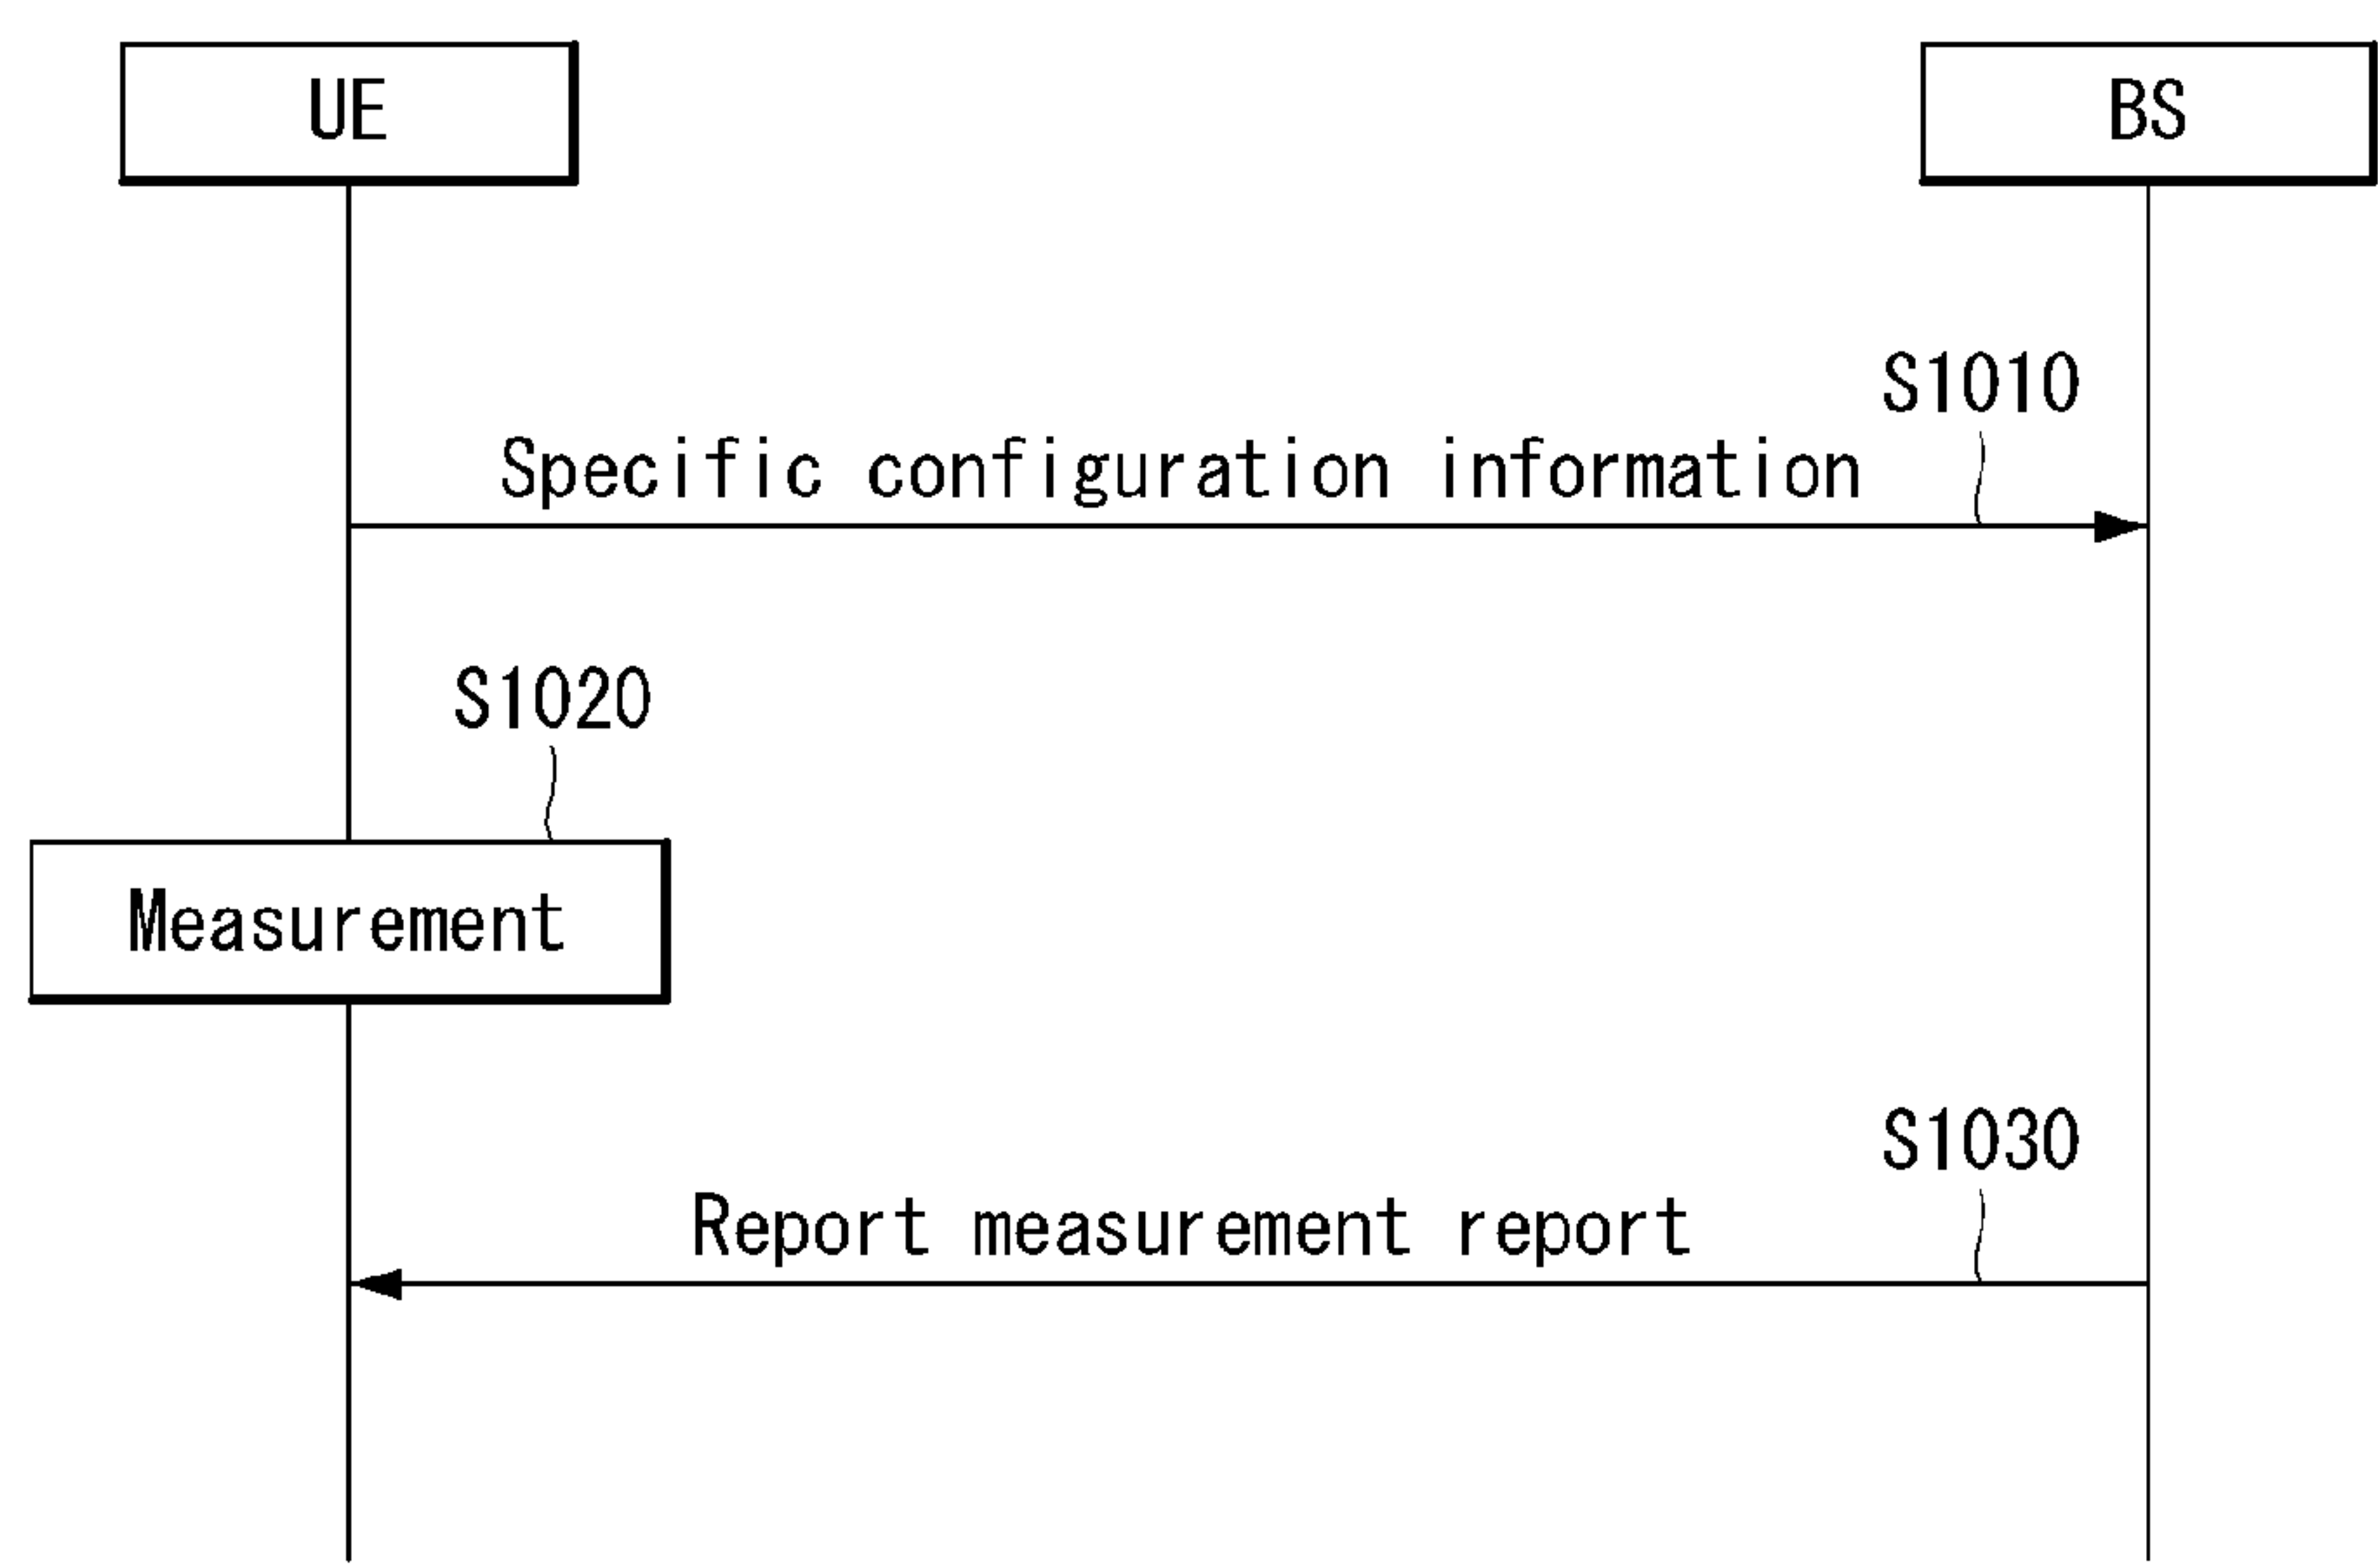 UE
BS
S1010
Specific configuration information
S1020
Measurement
S1030
Report measurement report